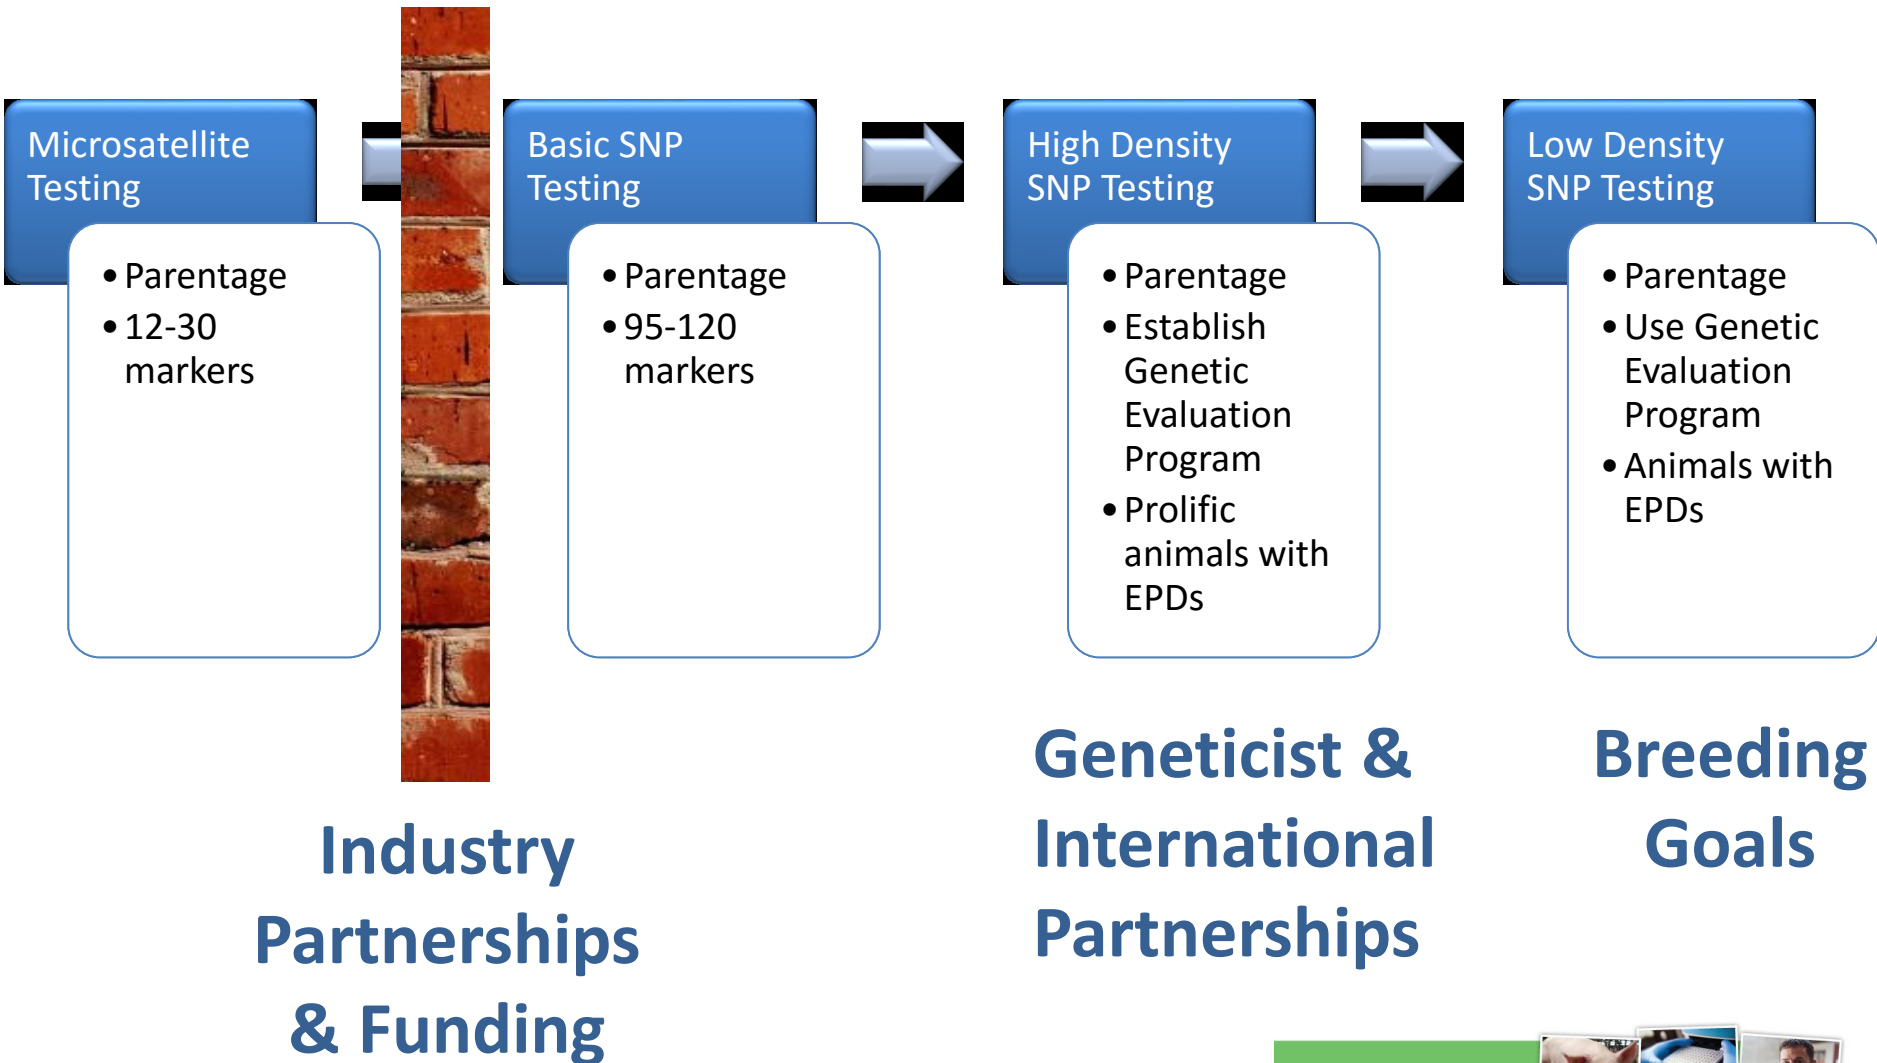 Microsatellite
Testing
• Parentage
• 12-30
markers
Basic SNP
Testing
• Parentage
• 95-120
markers
High Density
SNP Testing
• Parentage
• Establish
Genetic
Evaluation
Program
• Prolific
animals with
EPDs
Low Density
SNP Testing
• Parentage
• Use Genetic
Evaluation
Program
• Animals with
EPDs
Industry
Partnerships
& Funding
Geneticist &
International
Partnerships
Breeding
Goals